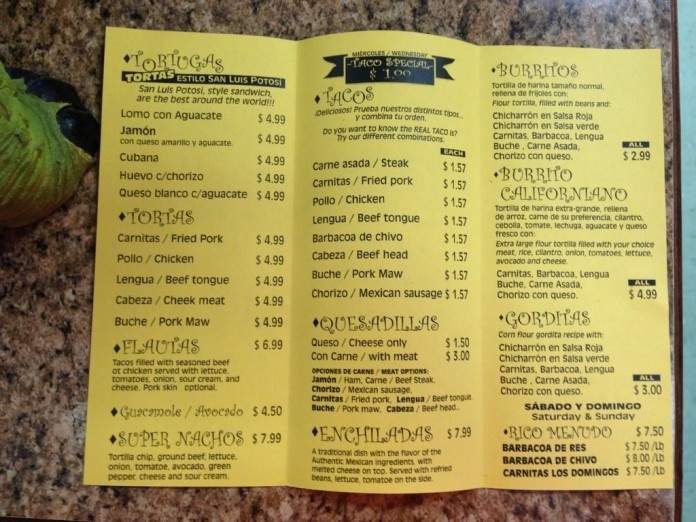 ♦TORTUGAS
TORTAS ESTILO SAN LUIS POTOSI
San Luis Potosi, style sandwich,
are the best around the world!!!
Lomo con Aguacate $ 4.99
Jamón $ 4.99
con queso amarillo y aguacate.
Cubana $ 4.99
Huevo c/chorizo $ 4.99
Queso blanco c/aguacate $ 4.99
♦TORTAS
Carnitas / Fried Pork $ 4.99
Pollo / Chicken $ 4.99
Lengua / Beef tongue $ 4.99
Cabeza / Cheek meat $ 4.99
Buche / Pork Maw $ 4.99
♦FLAUTAS $ 6.99
Tacos filled with seasoned beef
ot chicken served with lettuce,
tomatoes, onion, sour cream, and
cheese. Pork skin optional.
♦Guacamole / Avocado $ 4.50
♦SUPER NACHOS $ 7.99
Tortilla chip, ground beef, lettuce,
onion, tomatoe, avocado, green
pepper, cheese and sour cream.
MIÉRCOLES / WEDNESDAY
TACO SPECIAL
$ 1.00
♦TACOS
¡Deliciosos! Prueba nuestros distintos tipos..
y combina tu orden.
Do you want to know the REAL TACO is?
Try our different combinations.
EACH
Carne asada / Steak $ 1.57
Carnitas / Fried pork $ 1.57
Pollo / Chicken $ 1.57
Lengua / Beef tongue $ 1.57
Barbacoa de chivo $ 1.57
Cabeza / Beef head $ 1.57
Buche / Pork Maw $ 1.57
Chorizo / Mexican sausage $ 1.57
♦QUESADILLAS
Queso / Cheese only $ 1.50
Con Carne / with meat $ 3.00
OPCIONES DE CARNE / MEAT OPTIONS:
Jamón / Ham, Carne / Beef Steak,
Chorizo / Mexican sausage,
Carnitas / Fried pork, Lengua / Beef tongue
Buche / Pork maw, Cabeza / Beef head..
♦ENCHILADAS $ 7.99
A traditional dish with the flavor of the
Authentic Mexican ingredients, with
melted cheese on top. Served with refried
beans, lettuce, tomatoe on the side.
♦BURRITOS
Tortilla de harina tamaño normal,
rellena de frijoles con:
Flour tortilla, filled with beans and:
Chicharrón en Salsa Roja
Chicharrón en Salsa verde
Carnitas, Barbacoa, Lengua
Buche , Carne Asada, ALL
Chorizo con queso. $ 2.99
♦BURRITO
CALIFORNIANO
Tortilla de harina extra-grande, rellena
de arroz, carne de su preferencia, cilantro,
cebolla, tomate, lechuga, aguacate y queso
fresco con:
Extra large flour tortilla filled with your choice
meat, rice, cilantro, onion, tomatoes, lettuce,
avocado and cheese.
Carnitas, Barbacoa, Lengua
Buche, Carne Asada, ALL
Chorizo con queso. $ 4.99
♦GORDITAS
Corn flour gordita recipe with:
Chicharrón en Salsa Roja
Chicharrón en Salsa verde
Carnitas, Barbacoa, Lengua
Buche , Carne Asada, ALL
Chorizo con queso. $ 3.00
SÁBADO Y DOMINGO
Saturday & Sunday
♦RICO MENUDO $ 7.50
BARBACOA DE RES $ 7.50 /Lb
BARBACOA DE CHIVO $ 8.00 /Lb
CARNITAS LOS DOMINGOS $ 7.50 /Lb